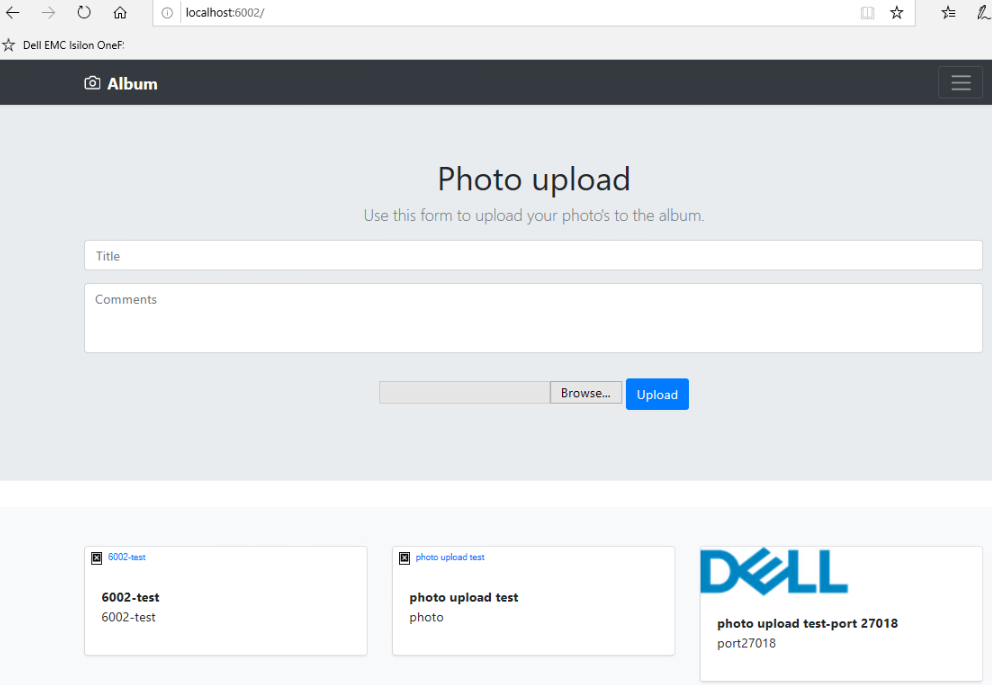 localhost:6002/
Dell EMC Isilon OneF
Album
Photo upload
Use this form to upload your photo's to the album.
Title
Comments
Browse...
Upload
6002-test
6002-test
6002-test
photo upload test
photo upload test
photo
DELL
photo upload test-port 27018
port27018